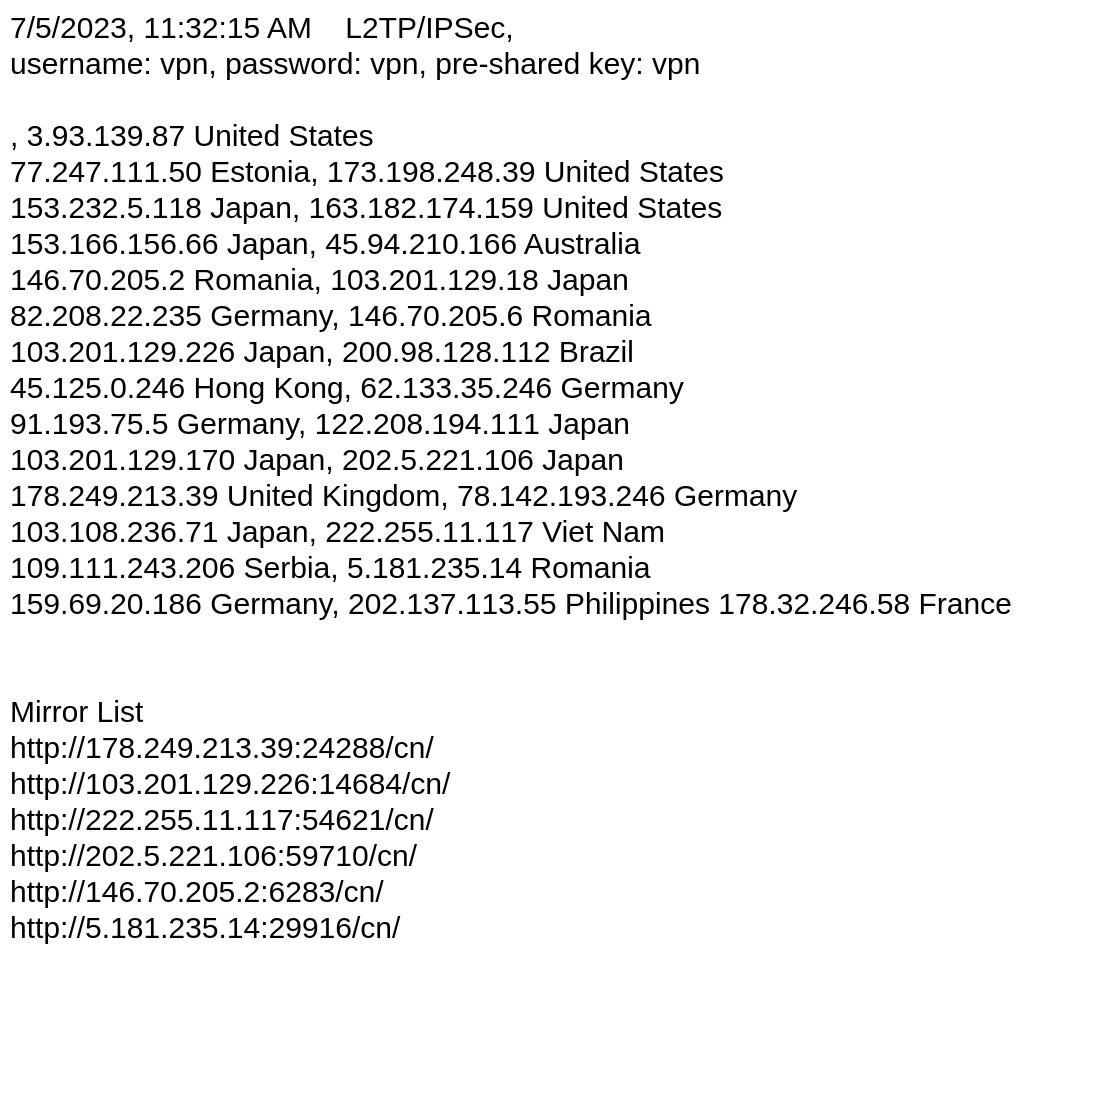 7/5/2023, 11:32:15 AM    L2TP/IPSec,
username: vpn, password: vpn, pre-shared key: vpn
, 3.93.139.87 United States
77.247.111.50 Estonia, 173.198.248.39 United States
153.232.5.118 Japan, 163.182.174.159 United States
153.166.156.66 Japan, 45.94.210.166 Australia
146.70.205.2 Romania, 103.201.129.18 Japan
82.208.22.235 Germany, 146.70.205.6 Romania
103.201.129.226 Japan, 200.98.128.112 Brazil
45.125.0.246 Hong Kong, 62.133.35.246 Germany
91.193.75.5 Germany, 122.208.194.111 Japan
103.201.129.170 Japan, 202.5.221.106 Japan
178.249.213.39 United Kingdom, 78.142.193.246 Germany
103.108.236.71 Japan, 222.255.11.117 Viet Nam
109.111.243.206 Serbia, 5.181.235.14 Romania
159.69.20.186 Germany, 202.137.113.55 Philippines 178.32.246.58 France
Mirror List
http://178.249.213.39:24288/cn/
http://103.201.129.226:14684/cn/
http://222.255.11.117:54621/cn/
http://202.5.221.106:59710/cn/
http://146.70.205.2:6283/cn/
http://5.181.235.14:29916/cn/